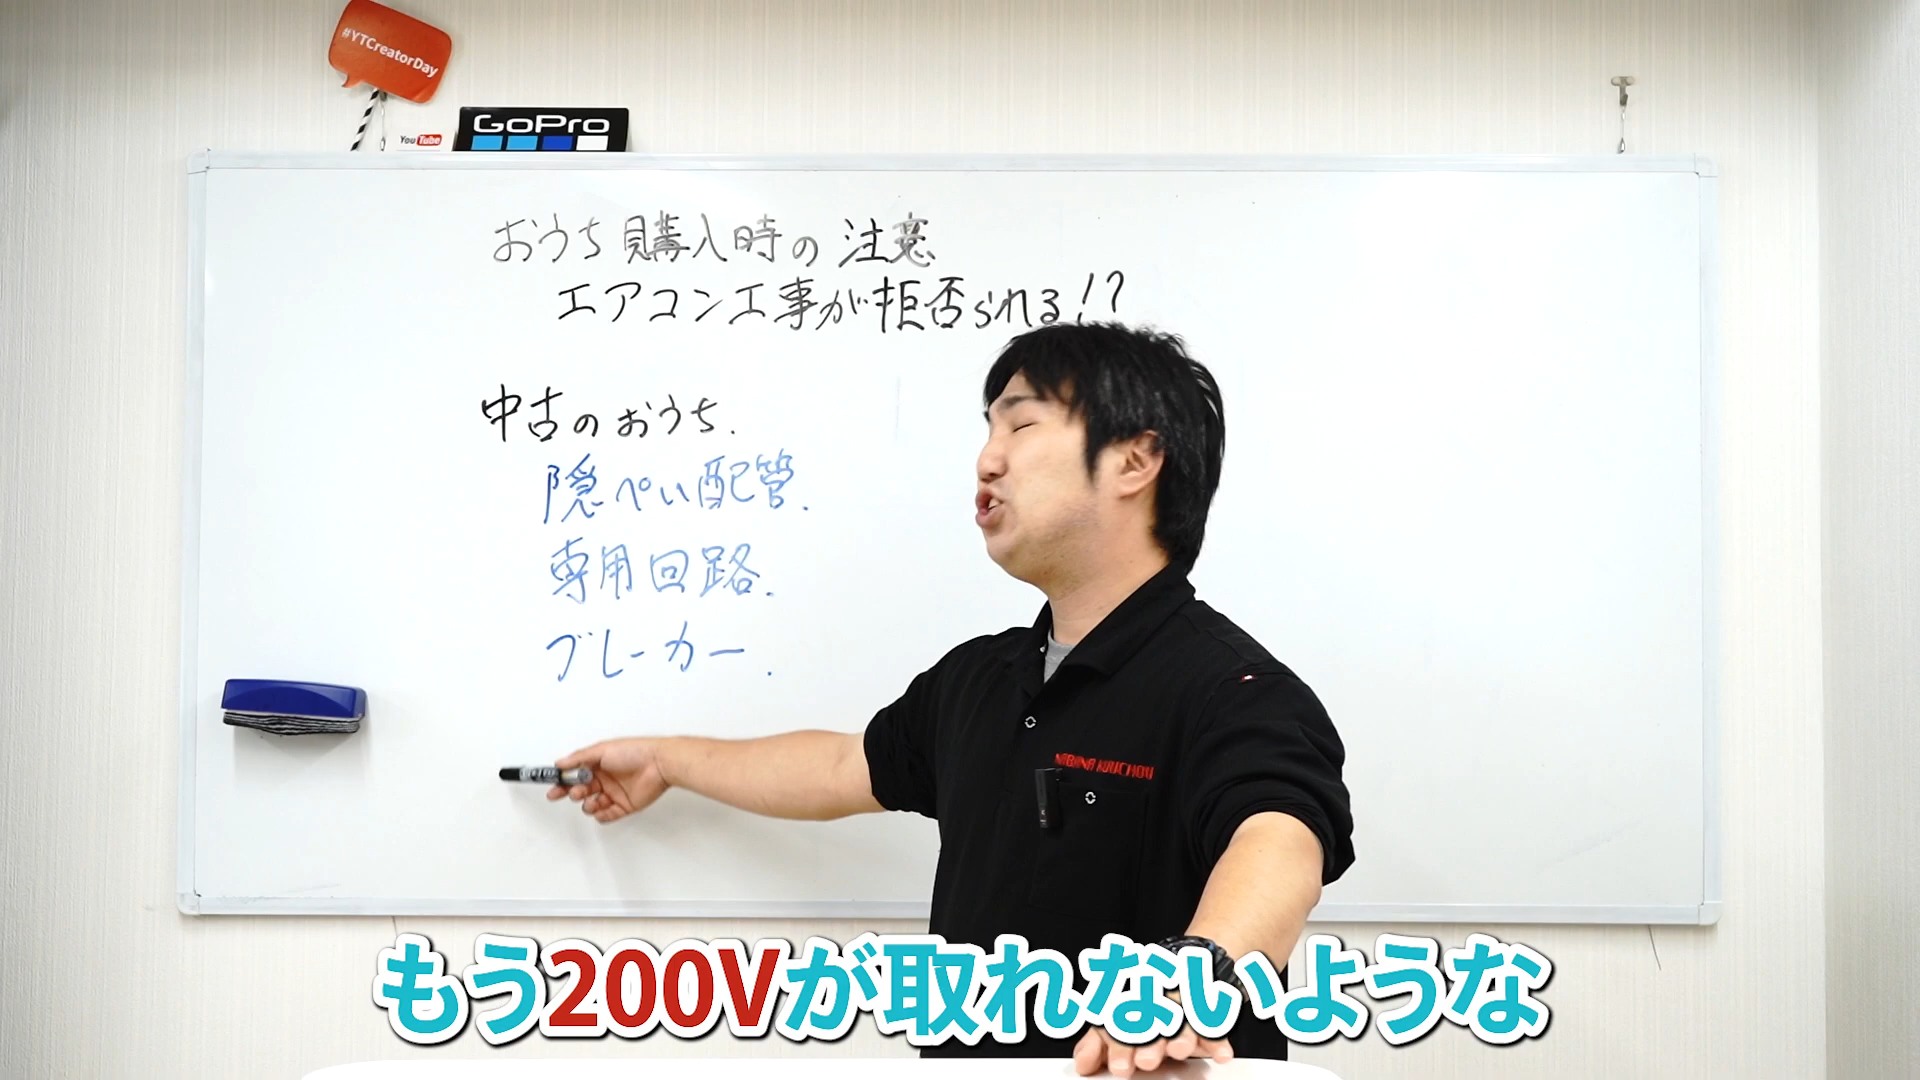 #YTCreatorDay
YouTube
GoPro
おうち購入時の注意
エアコン工事が拒否られる!?
中古のおうち.
隠ぺい配管.
専用回路.
ブレーカー.
もう200Vが取れないような